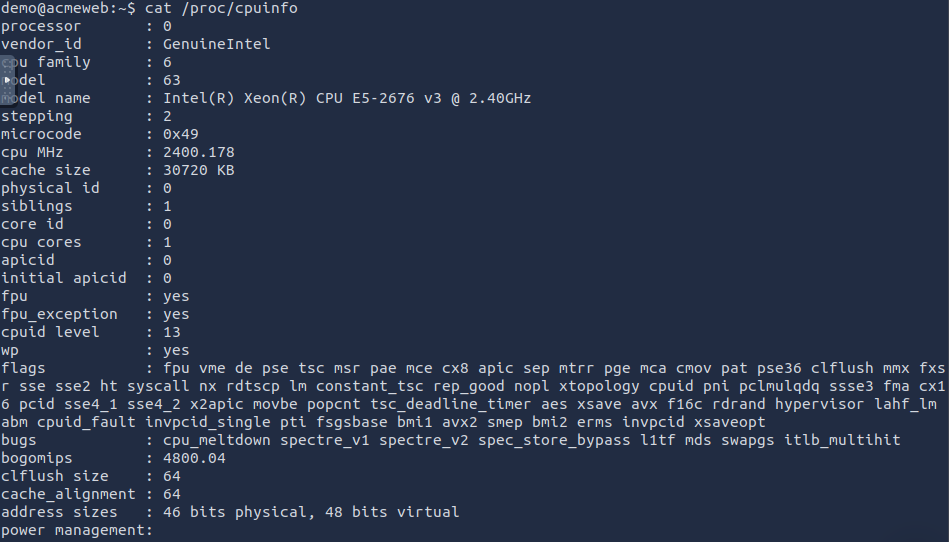 demo@acmeweb:~$ cat /proc/cpuinfo
processor       : 0
vendor_id       : GenuineIntel
cpu family      : 6
model           : 63
model name      : Intel(R) Xeon(R) CPU E5-2676 v3 @ 2.40GHz
stepping        : 2
microcode       : 0x49
cpu MHz         : 2400.178
cache size      : 30720 KB
physical id     : 0
siblings        : 1
core id         : 0
cpu cores       : 1
apicid          : 0
initial apicid  : 0
fpu             : yes
fpu_exception   : yes
cpuid level     : 13
wp              : yes
flags           : fpu vme de pse tsc msr pae mce cx8 apic sep mtrr pge mca cmov pat pse36 clflush mmx fxs
r sse sse2 ht syscall nx rdtscp lm constant_tsc rep_good nopl xtopology cpuid pni pclmulqdq ssse3 fma cx1
6 pcid sse4_1 sse4_2 x2apic movbe popcnt tsc_deadline_timer aes xsave avx f16c rdrand hypervisor lahf_lm
abm cpuid_fault invpcid_single pti fsgsbase bmi1 avx2 smep bmi2 erms invpcid xsaveopt
bugs            : cpu_meltdown spectre_v1 spectre_v2 spec_store_bypass l1tf mds swapgs itlb_multihit
bogomips        : 4800.04
clflush size    : 64
cache_alignment : 64
address sizes   : 46 bits physical, 48 bits virtual
power management: